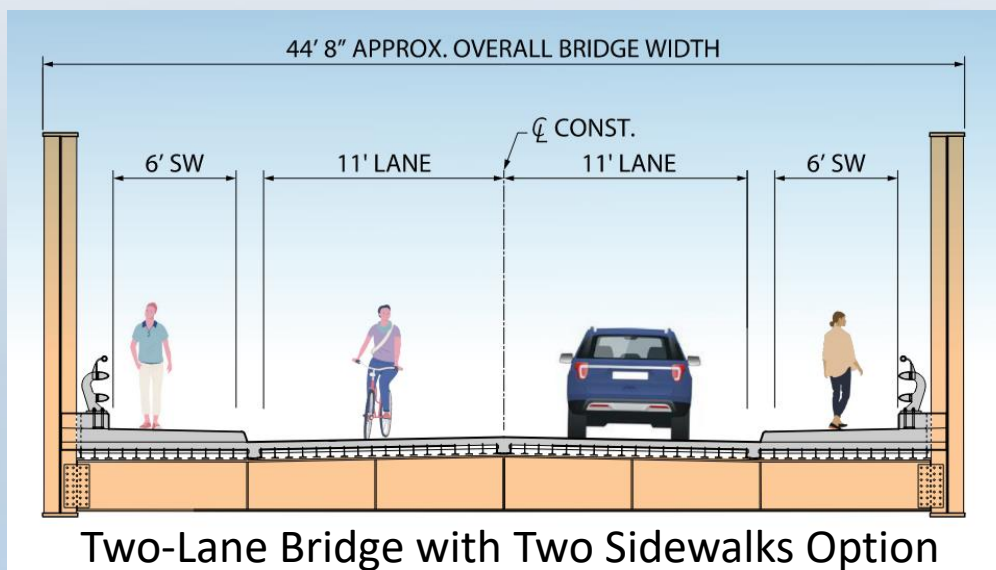 44’ 8” APPROX. OVERALL BRIDGE WIDTH
℄ CONST.
6’ SW
11' LANE
11' LANE
6’ SW
Two-Lane Bridge with Two Sidewalks Option